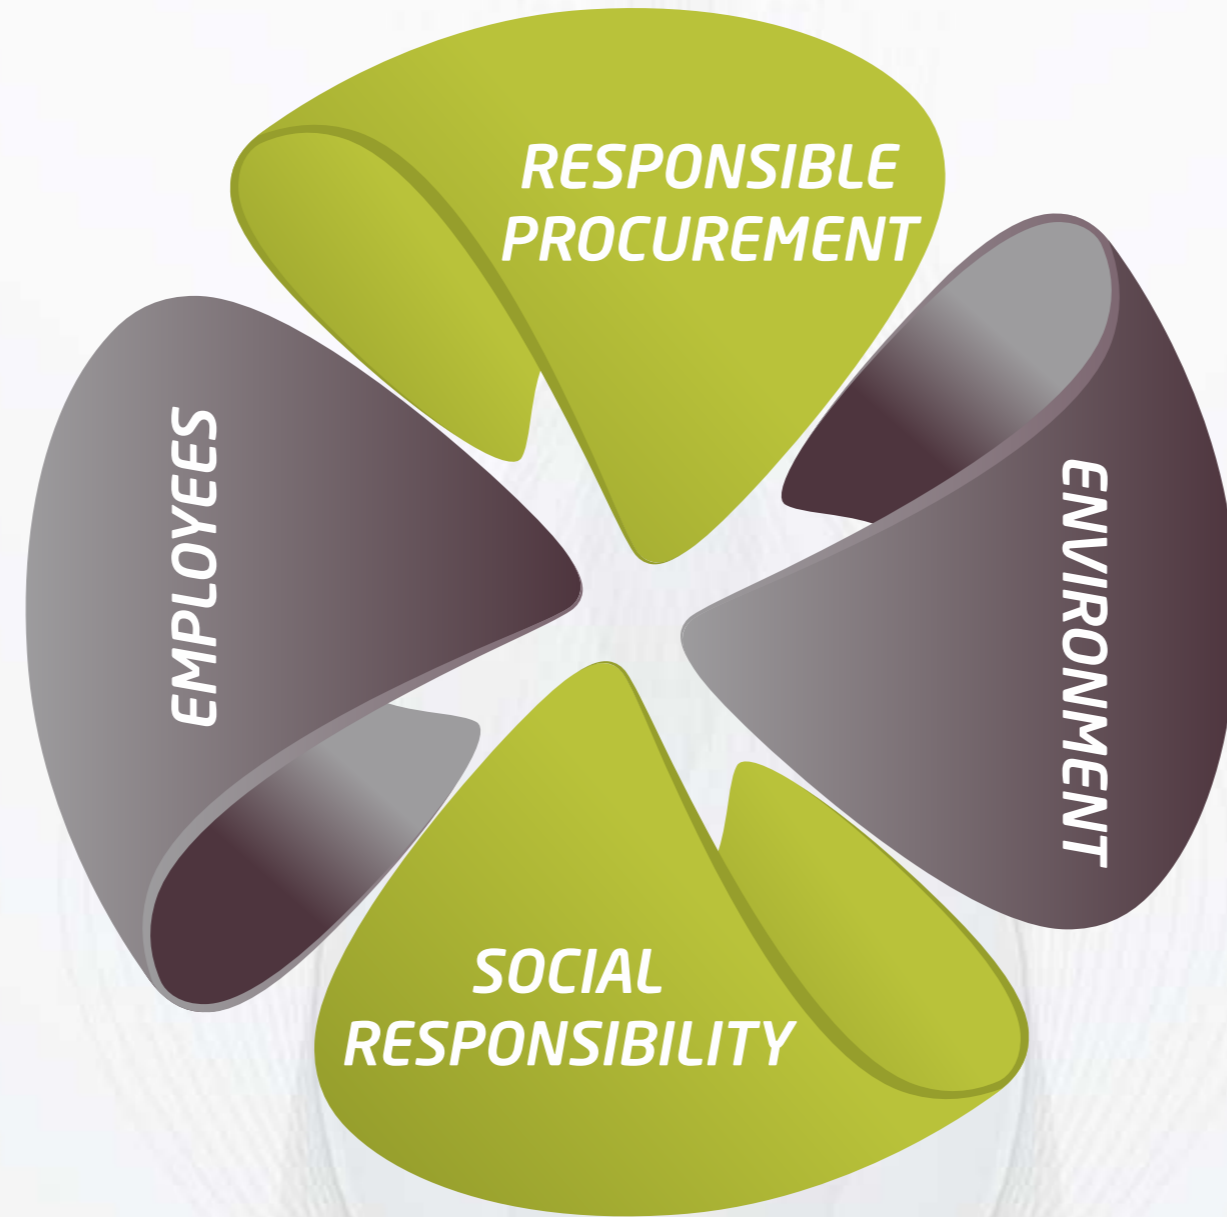 RESPONSIBLE
PROCUREMENT
EMPLOYEES
ENVIRONMENT
SOCIAL
RESPONSIBILITY